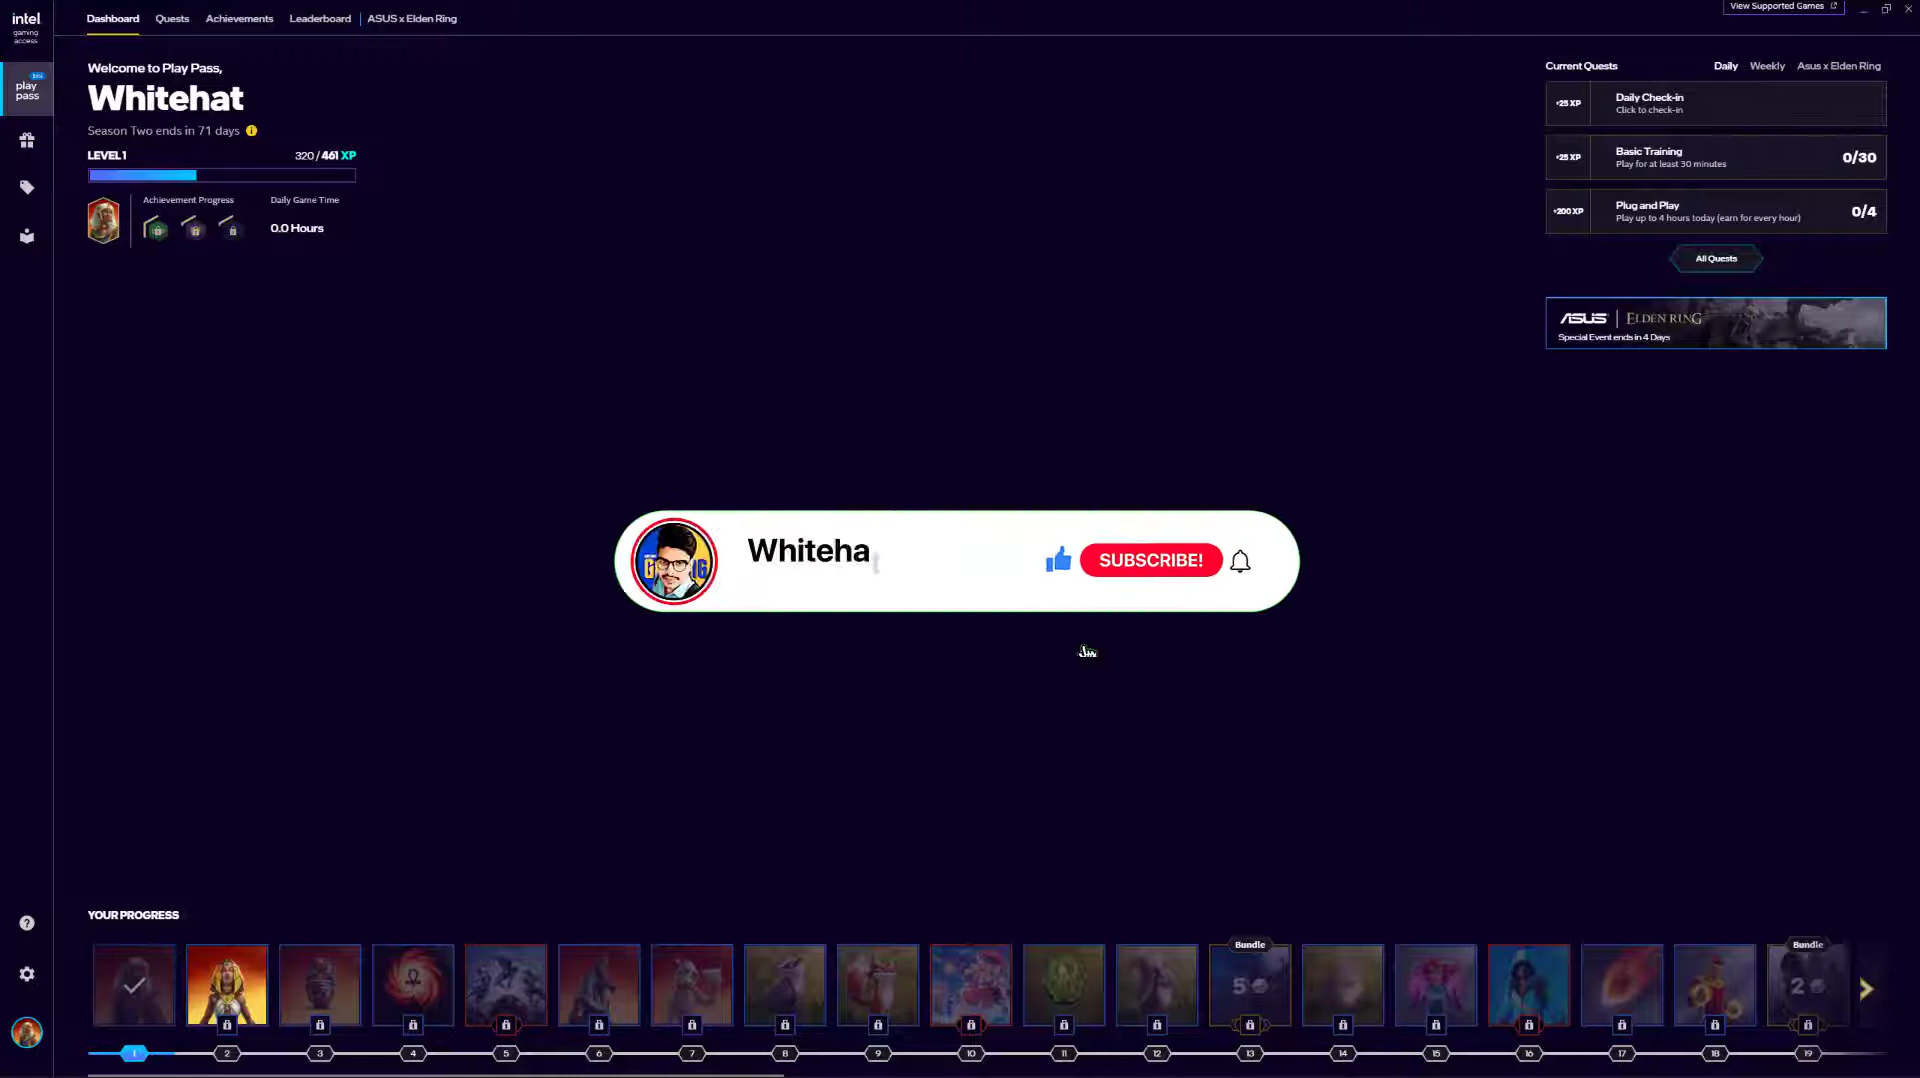 intel
gaming
access
Dashboard
Quests
Achievements
Leaderboard
ASUS x Elden Ring
View Supported Games
beta
play
pass
Welcome to Play Pass,
Whitehat
Season Two ends in 71 days
LEVEL 1
320 / 461 XP
Achievement Progress
Daily Game Time
0.0 Hours
Current Quests
Daily
Weekly
Asus x Elden Ring
+25 XP
Daily Check-in
Click to check-in
+25 XP
Basic Training
Play for at least 30 minutes
0/30
+200 XP
Plug and Play
Play up to 4 hours today (earn for every hour)
0/4
All Quests
ASUS
ELDEN RING
Special Event ends in 4 Days
Whiteha
SUBSCRIBE!
YOUR PROGRESS
Bundle
5
Bundle
2
1
2
3
4
5
6
7
8
9
10
11
12
13
14
15
16
17
18
19